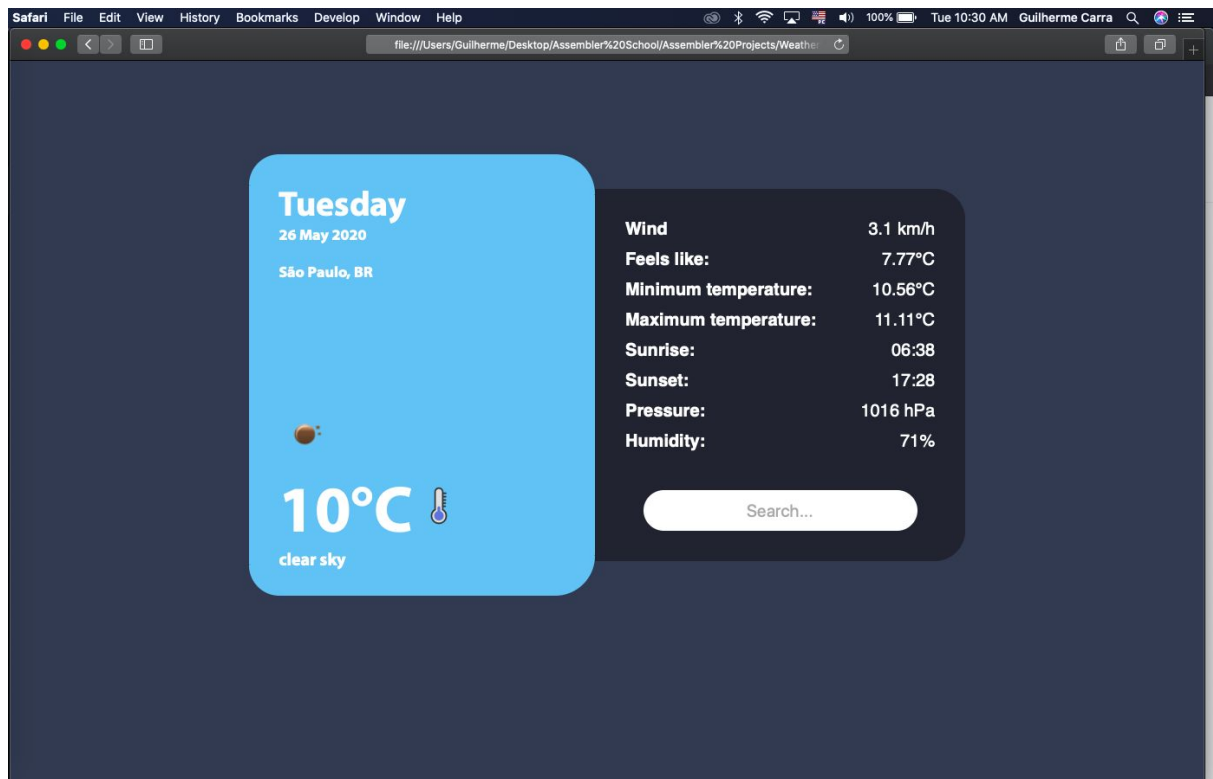 Safari File Edit View History Bookmarks Develop Window Help 100% Tue 10:30 AM Guilherme Carra
file:///Users/Guilherme/Desktop/Assembler%20School/Assembler%20Projects/Weather
Tuesday
26 May 2020
São Paulo, BR
10°C
clear sky
Wind 3.1 km/h
Feels like: 7.77°C
Minimum temperature: 10.56°C
Maximum temperature: 11.11°C
Sunrise: 06:38
Sunset: 17:28
Pressure: 1016 hPa
Humidity: 71%
Search...